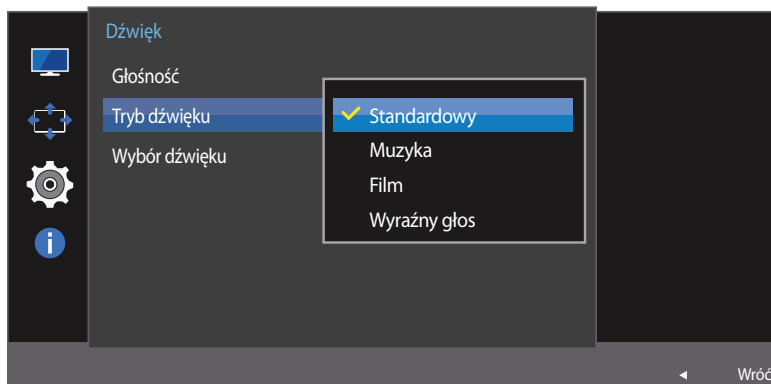 Dźwięk
Głośność
Tryb dźwięku
Wybór dźwięku
Standardowy
Muzyka
Film
Wyraźny głos
Wróć